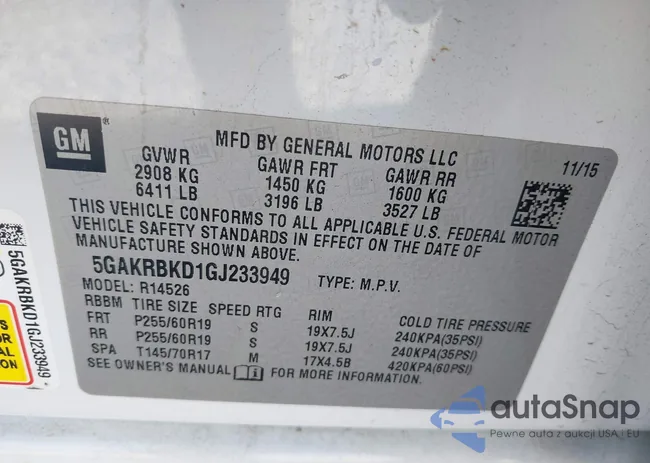 GM
MFD BY GENERAL MOTORS LLC
11/15
GVWR GAWR FRT GAWR RR
2908 KG 1450 KG 1600 KG
6411 LB 3196 LB 3527 LB
THIS VEHICLE CONFORMS TO ALL APPLICABLE U.S. FEDERAL MOTOR
VEHICLE SAFETY STANDARDS IN EFFECT ON THE DATE OF
MANUFACTURE SHOWN ABOVE.
5GAKRBKD1GJ233949 TYPE: M.P.V.
MODEL: R14526
RBBM TIRE SIZE SPEED RTG RIM COLD TIRE PRESSURE
FRT P255/60R19 S 19X7.5J 240KPA(35PSI)
RR P255/60R19 S 19X7.5J 240KPA(35PSI)
SPA T145/70R17 M 17X4.5B 420KPA(60PSI)
SEE OWNER'S MANUAL FOR MORE INFORMATION.
5GAKRBKD1GJ233949
autaSnap
Pewne auta z aukcji USA i EU